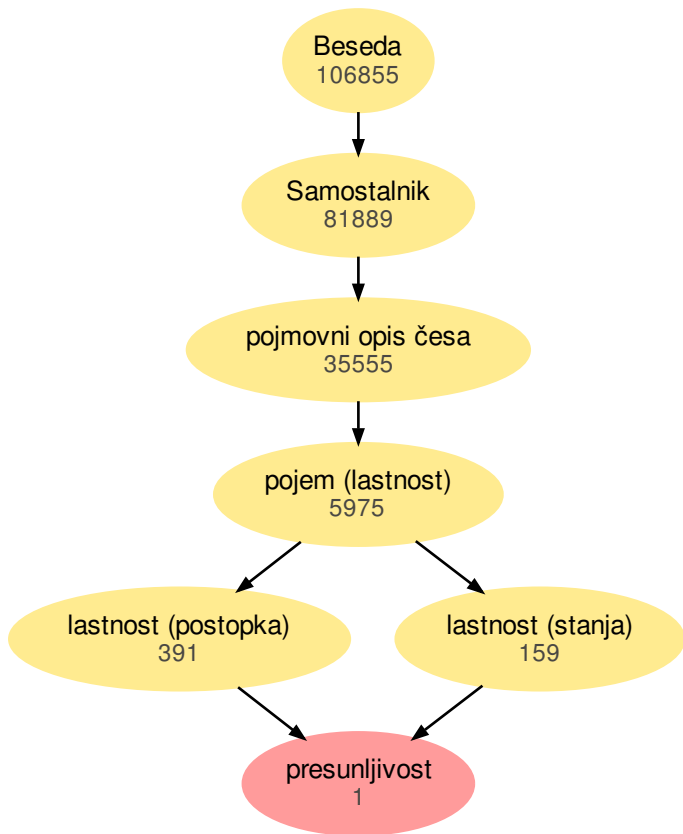 Beseda
106855
Samostalnik
81889
pojmovni opis česa
35555
pojem (lastnost)
5975
lastnost (postopka)
391
lastnost (stanja)
159
presunljivost
1